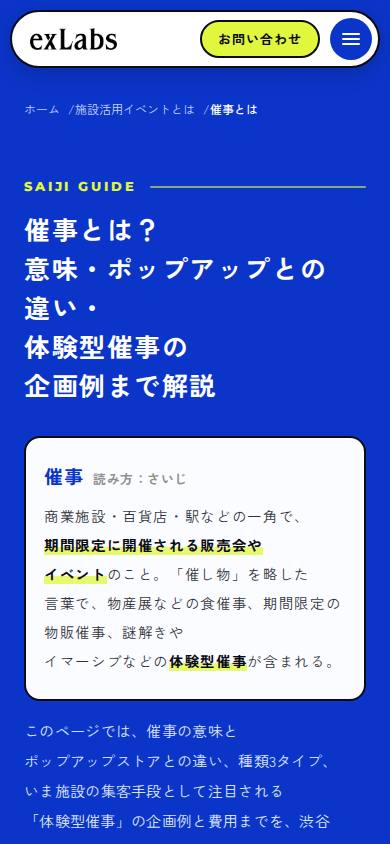 exLabs
お問い合わせ
ホーム /施設活用イベントとは /催事とは
SAIJI GUIDE
催事とは？
意味・ポップアップとの
違い・
体験型催事の
企画例まで解説
催事 読み方：さいじ
商業施設・百貨店・駅などの一角で、
期間限定に開催される販売会や
イベントのこと。「催し物」を略した
言葉で、物産展などの食催事、期間限定の
物販催事、謎解きや
イマーシブなどの体験型催事が含まれる。
このページでは、催事の意味と
ポップアップストアとの違い、種類3タイプ、
いま施設の集客手段として注目される
「体験型催事」の企画例と費用までを、渋谷